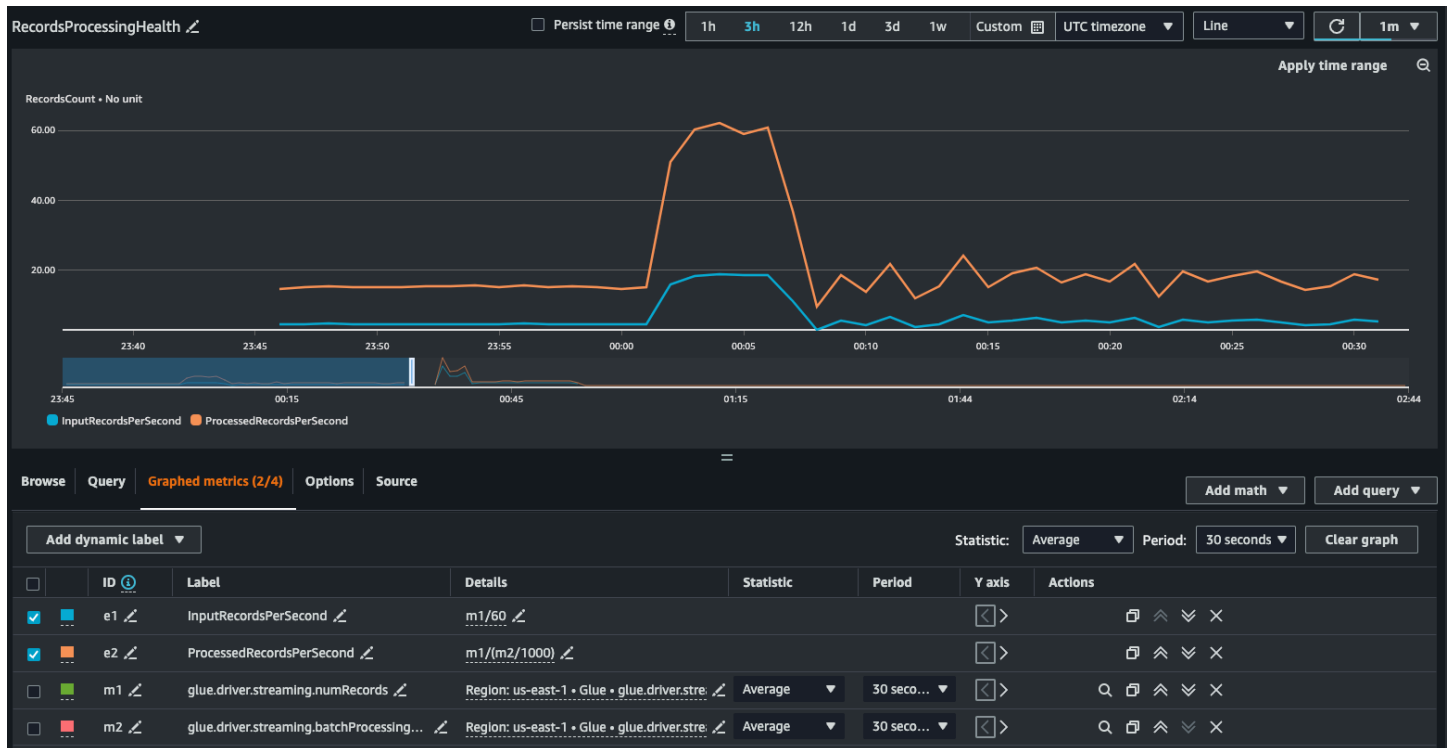 RecordsProcessingHealth
Persist time range 1h 3h 12h 1d 3d 1w Custom UTC timezone Line 1m
Apply time range
RecordsCount • No unit
60.00
40.00
20.00
23:40 23:45 23:50 23:55 00:00 00:05 00:10 00:15 00:20 00:25 00:30
23:45 00:15 00:45 01:15 01:44 02:14 02:44
InputRecordsPerSecond ProcessedRecordsPerSecond
Browse Query Graphed metrics (2/4) Options Source
Add math Add query
Add dynamic label Statistic: Average Period: 30 seconds Clear graph
ID Label Details Statistic Period Y axis Actions
e1 InputRecordsPerSecond m1/60
e2 ProcessedRecordsPerSecond m1/(m2/1000)
m1 glue.driver.streaming.numRecords Region: us-east-1 • Glue • glue.driver.stre Average 30 seco...
m2 glue.driver.streaming.batchProcessing... Region: us-east-1 • Glue • glue.driver.stre Average 30 seco...